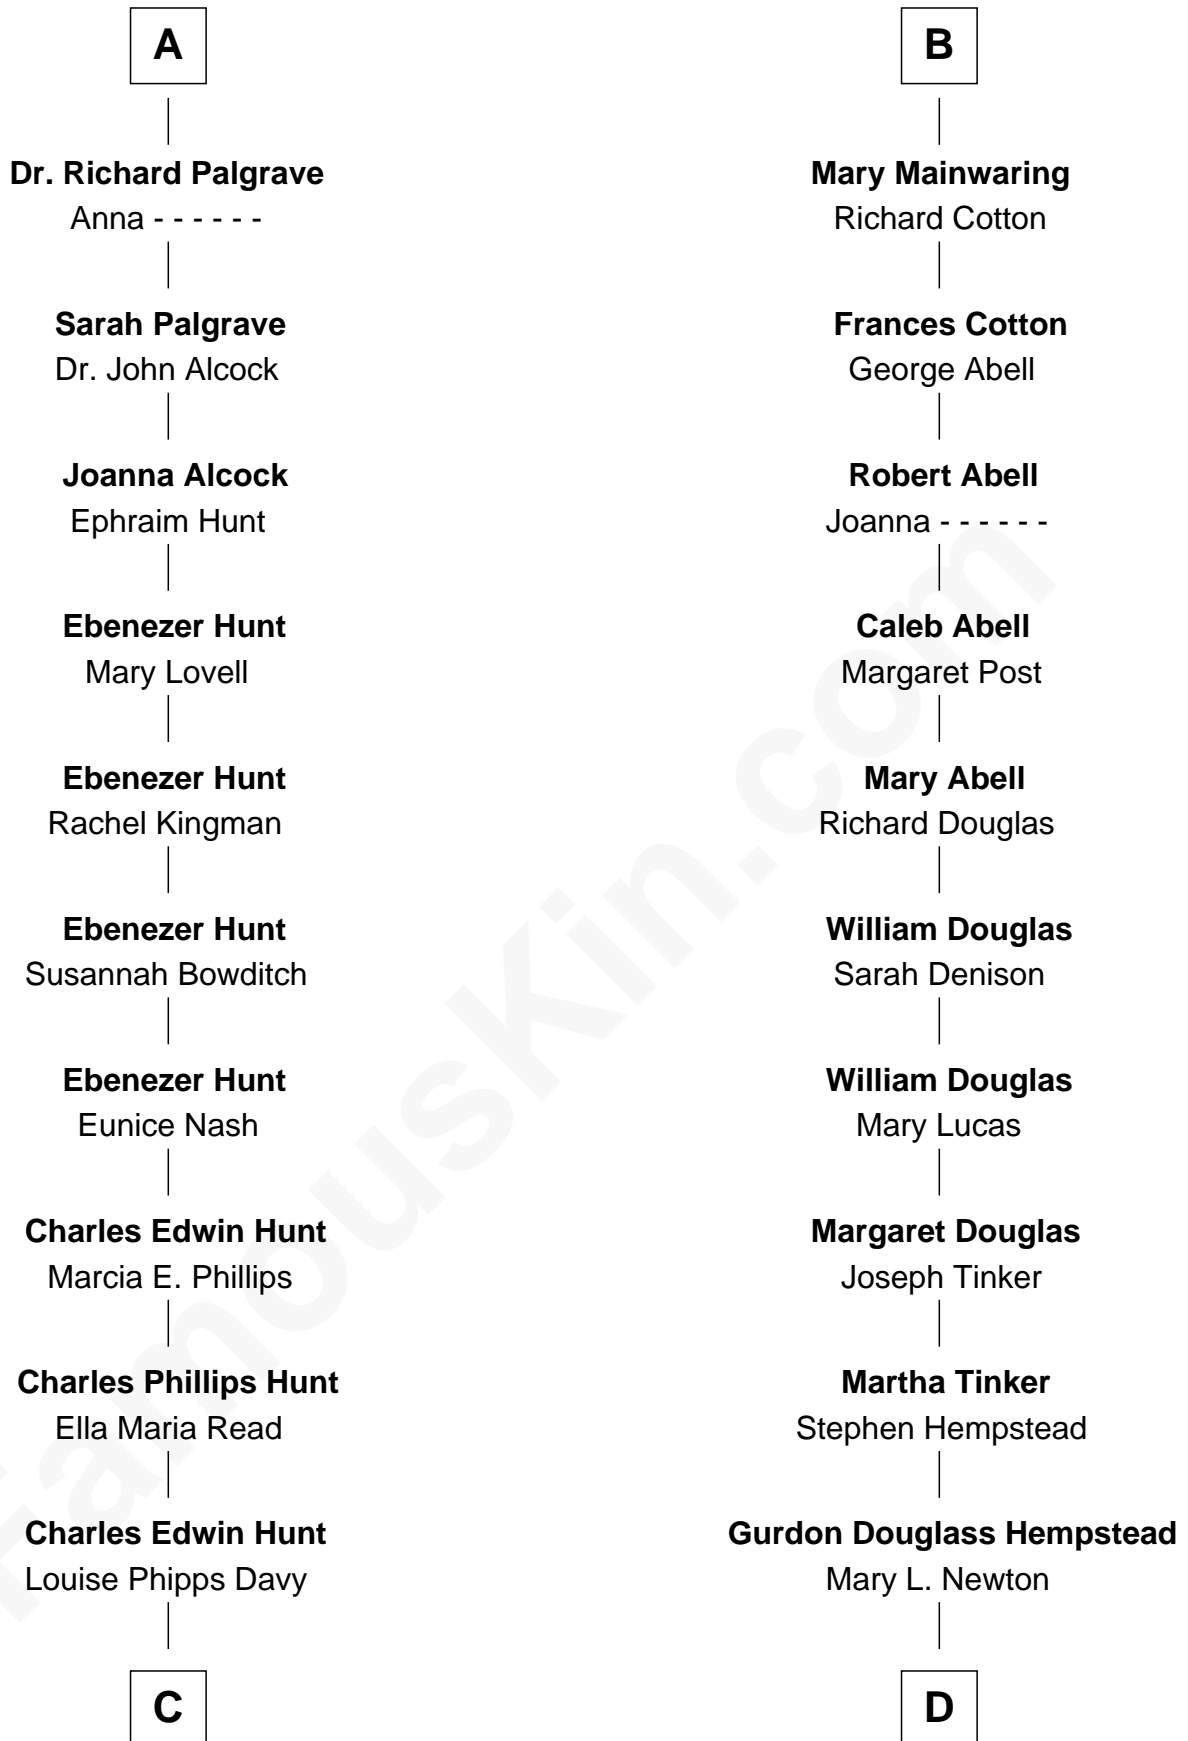 A
Dr. Richard Palgrave
Anna - - - - - -
Sarah Palgrave
Dr. John Alcock
Joanna Alcock
Ephraim Hunt
Ebenezer Hunt
Mary Lovell
Ebenezer Hunt
Rachel Kingman
Ebenezer Hunt
Susannah Bowditch
Ebenezer Hunt
Eunice Nash
Charles Edwin Hunt
Marcia E. Phillips
Charles Phillips Hunt
Ella Maria Read
Charles Edwin Hunt
Louise Phipps Davy
C
B
Mary Mainwaring
Richard Cotton
Frances Cotton
George Abell
Robert Abell
Joanna - - - - - -
Caleb Abell
Margaret Post
Mary Abell
Richard Douglas
William Douglas
Sarah Denison
William Douglas
Mary Lucas
Margaret Douglas
Joseph Tinker
Martha Tinker
Stephen Hempstead
Gurdon Douglass Hempstead
Mary L. Newton
D
FamousKin.com